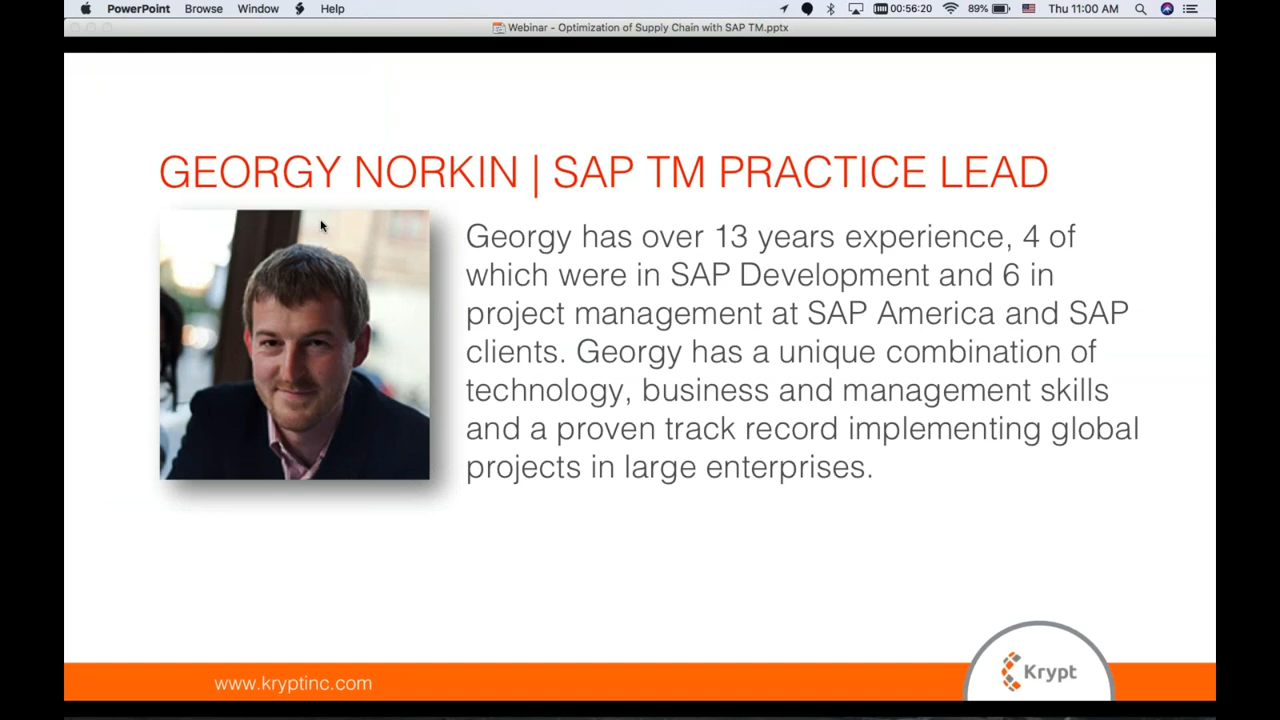 PowerPoint Browse Window Help 00:56:20 89% Thu 11:00 AM
Webinar - Optimization of Supply Chain with SAP TM.pptx
GEORGY NORKIN | SAP TM PRACTICE LEAD
Georgy has over 13 years experience, 4 of
which were in SAP Development and 6 in
project management at SAP America and SAP
clients. Georgy has a unique combination of
technology, business and management skills
and a proven track record implementing global
projects in large enterprises.
www.kryptinc.com
Krypt